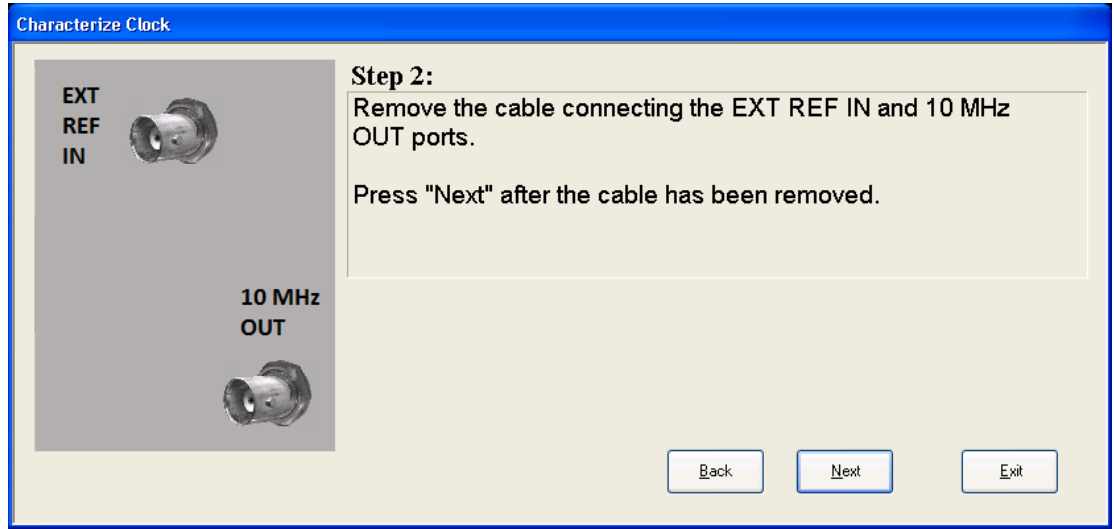 Characterize Clock
EXT
REF
IN
10 MHz
OUT
Step 2:
Remove the cable connecting the EXT REF IN and 10 MHz
OUT ports.
Press "Next" after the cable has been removed.
Back
Next
Exit